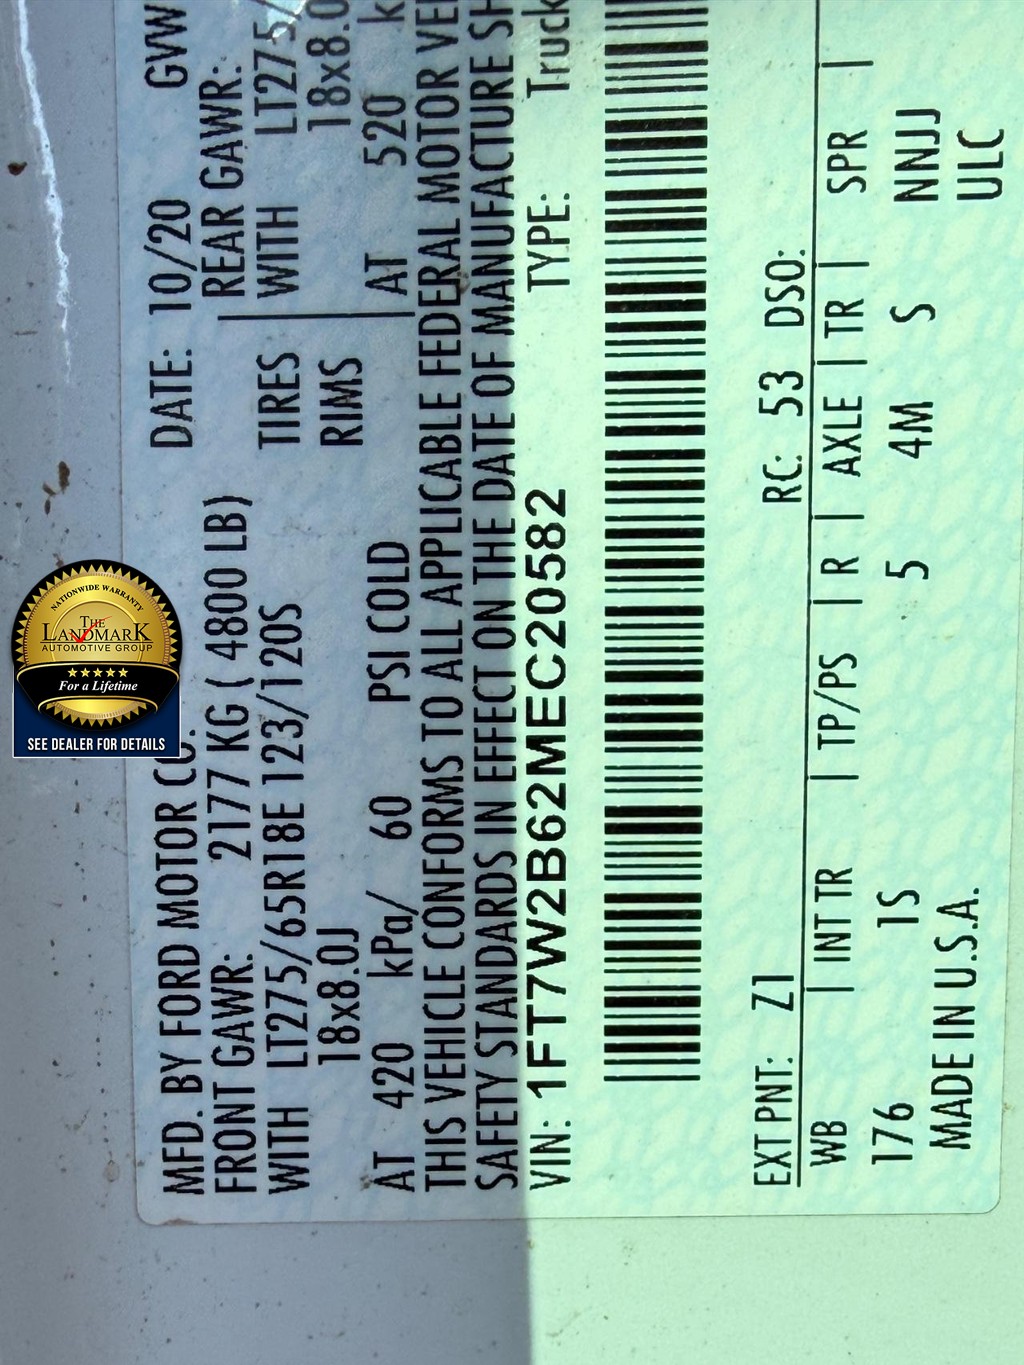 MFD. BY FORD MOTOR CO. DATE: 10/20 GVW
FRONT GAWR: 2177 KG ( 4800 LB) REAR GAWR:
WITH LT275/65R18E 123/120S TIRES WITH LT275/
18x8.0J RIMS 18x8.0
AT 420 kPa/ 60 PSI COLD AT 520 k
THIS VEHICLE CONFORMS TO ALL APPLICABLE FEDERAL MOTOR VE
SAFETY STANDARDS IN EFFECT ON THE DATE OF MANUFACTURE SH
VIN: 1FT7W2B62MEC20582 TYPE: Truck
EXT PNT: Z1 RC: 53 DSO:
WB | INT TR | TP/PS | R | AXLE | TR | SPR |
176 1S 5 4M S NNJJ
MADE IN U.S.A. ULC
NATIONWIDE WARRANTY
THE
LANDMARK
AUTOMOTIVE GROUP
For a Lifetime
SEE DEALER FOR DETAILS